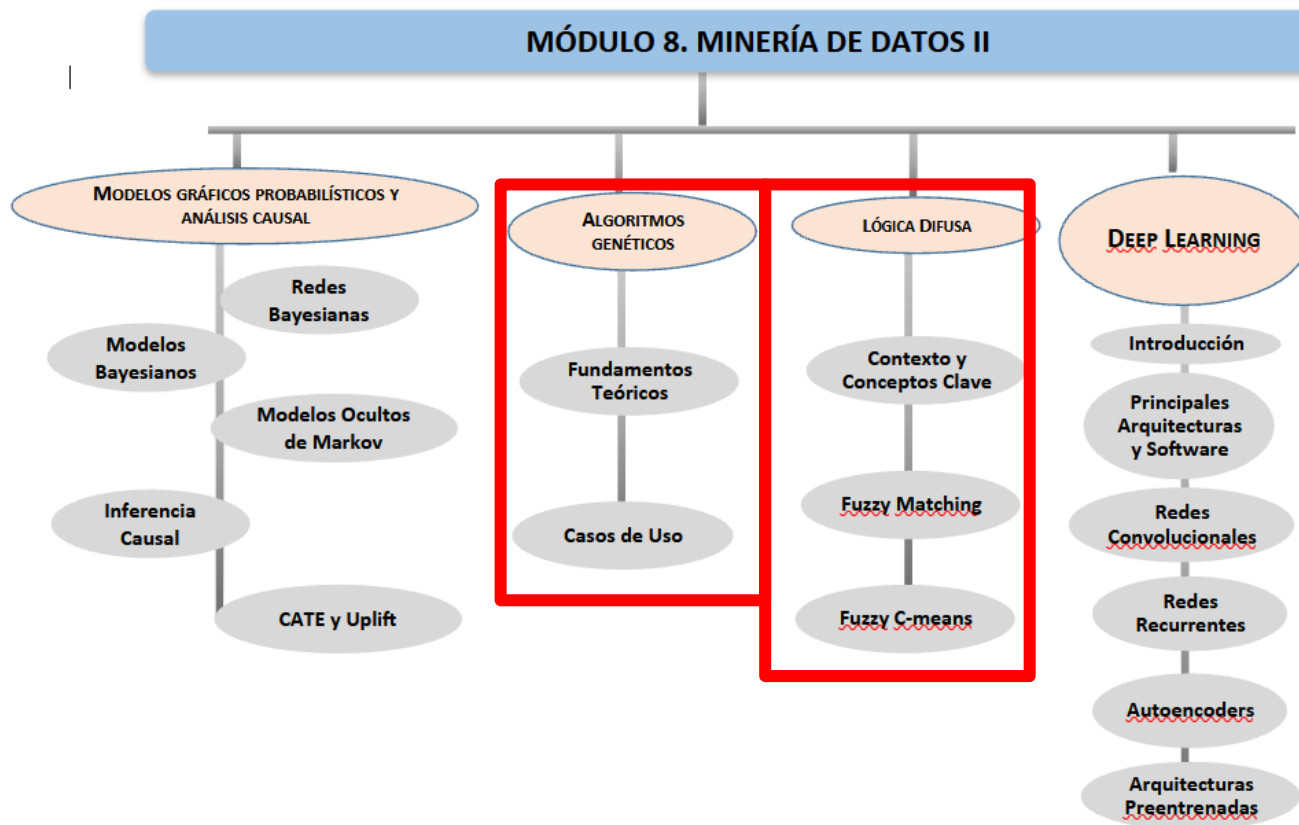 MÓDULO 8. MINERÍA DE DATOS II
MODELOS GRÁFICOS PROBABILÍSTICOS Y
ANÁLISIS CAUSAL
Redes
Bayesianas
Modelos
Bayesianos
Modelos Ocultos
de Markov
Inferencia
Causal
CATE y Uplift
ALGORITMOS
GENÉTICOS
Fundamentos
Teóricos
Casos de Uso
LÓGICA DIFUSA
Contexto y
Conceptos Clave
Fuzzy Matching
Fuzzy C-means
DEEP LEARNING
Introducción
Principales
Arquitecturas
y Software
Redes
Convolucionales
Redes
Recurrentes
Autoencoders
Arquitecturas
Preentrenadas